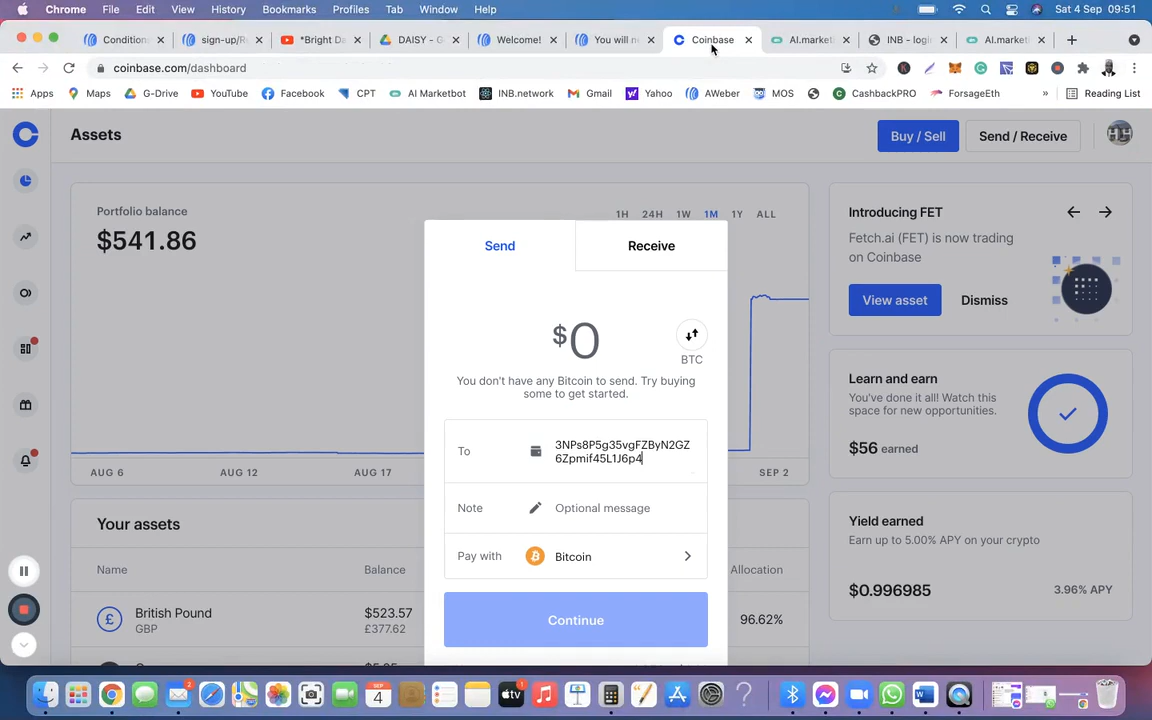 Chrome File Edit View History Bookmarks Profiles Tab Window Help Sat 4 Sep 09:51
Condition sign-up/Re *Bright Da DAISY - G Welcome! You will n Coinbase AI.market INB - logi AI.market
coinbase.com/dashboard
Apps Maps G-Drive YouTube Facebook CPT AI Marketbot INB.network Gmail Yahoo AWeber MOS CashbackPRO ForsageEth » Reading List
Assets
Buy / Sell
Send / Receive
Portfolio balance
$541.86
1H 24H 1W 1M 1Y ALL
AUG 6 AUG 12 AUG 17 SEP 2
Introducing FET
Fetch.ai (FET) is now trading
on Coinbase
View asset
Dismiss
Send
Receive
$0
BTC
You don't have any Bitcoin to send. Try buying
some to get started.
To
3NPs8P5g35vgFZByN2GZ
6Zpmif45L1J6p4
Note
Optional message
Pay with
Bitcoin
Continue
Learn and earn
You've done it all! Watch this
space for new opportunities.
$56 earned
Yield earned
Earn up to 5.00% APY on your crypto
$0.996985
3.96% APY
Your assets
Name Balance Allocation
British Pound
GBP
$523.57
£377.62
96.62%
SEP
4
tv
2
1